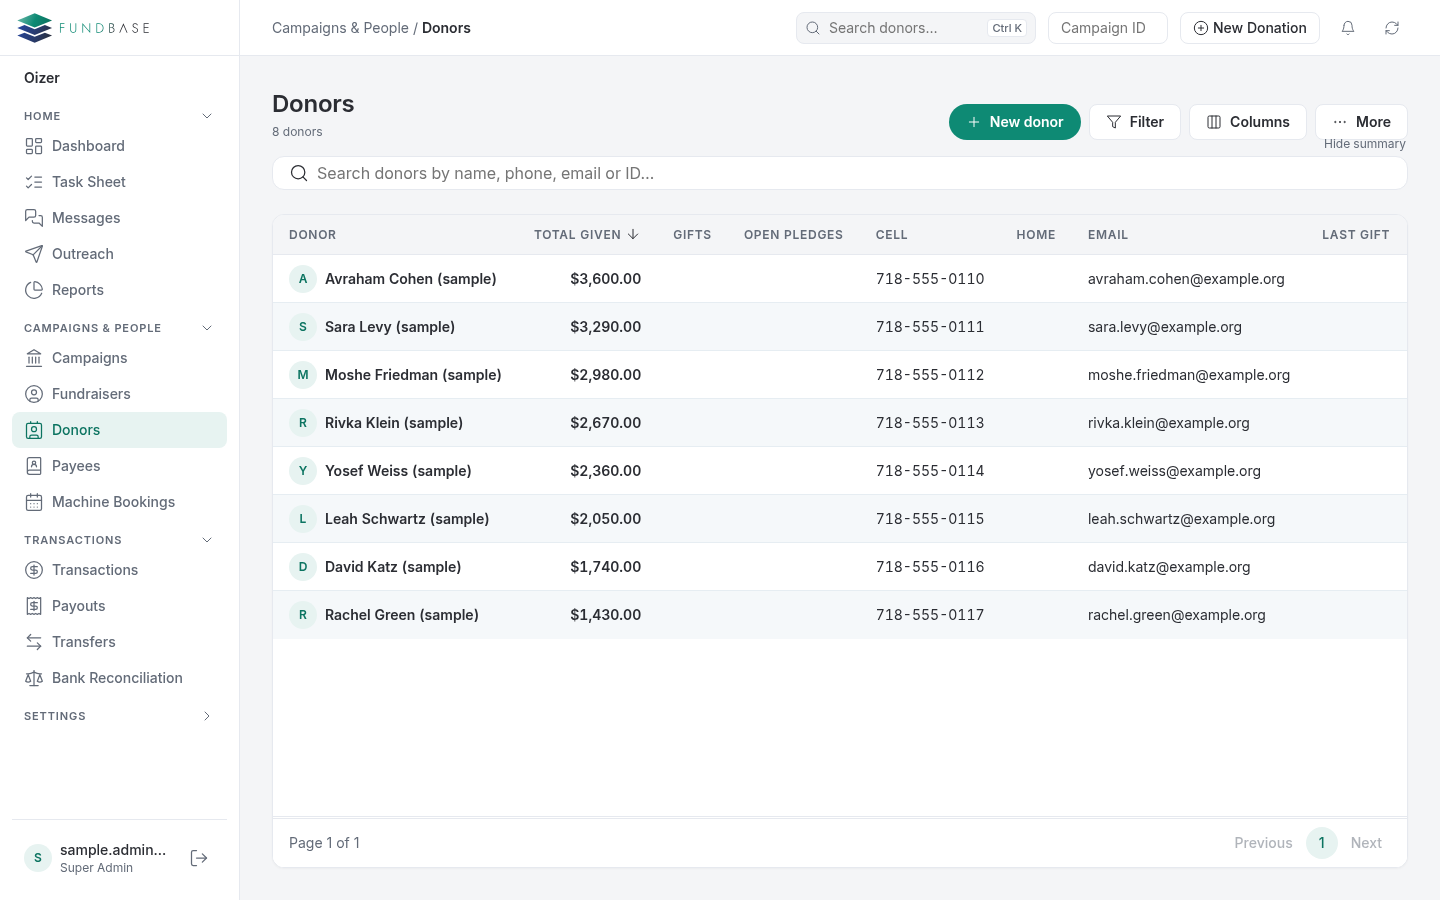 FUNDBASE
Campaigns & People / Donors
Search donors...
Ctrl K
Campaign ID
New Donation
Oizer
HOME
Dashboard
Task Sheet
Messages
Outreach
Reports
CAMPAIGNS & PEOPLE
Campaigns
Fundraisers
Donors
Payees
Machine Bookings
TRANSACTIONS
Transactions
Payouts
Transfers
Bank Reconciliation
SETTINGS
S
sample.admin...
Super Admin
Donors
8 donors
New donor
Filter
Columns
More
Hide summary
Search donors by name, phone, email or ID...
DONOR TOTAL GIVEN GIFTS OPEN PLEDGES CELL HOME EMAIL LAST GIFT
A Avraham Cohen (sample) $3,600.00 718-555-0110 avraham.cohen@example.org
S Sara Levy (sample) $3,290.00 718-555-0111 sara.levy@example.org
M Moshe Friedman (sample) $2,980.00 718-555-0112 moshe.friedman@example.org
R Rivka Klein (sample) $2,670.00 718-555-0113 rivka.klein@example.org
Y Yosef Weiss (sample) $2,360.00 718-555-0114 yosef.weiss@example.org
L Leah Schwartz (sample) $2,050.00 718-555-0115 leah.schwartz@example.org
D David Katz (sample) $1,740.00 718-555-0116 david.katz@example.org
R Rachel Green (sample) $1,430.00 718-555-0117 rachel.green@example.org
Page 1 of 1
Previous 1 Next